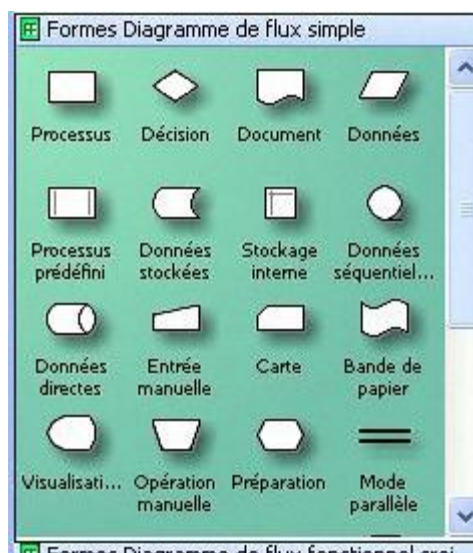 Formes Diagramme de flux simple
Processus Décision Document Données
Processus prédéfini
Données stockées
Stockage interne
Données séquentiel...
Données directes
Entrée manuelle
Carte
Bande de papier
Visualisati...
Opération manuelle
Préparation
Mode parallèle
Formes Diagramme de flux fonctionnel croi